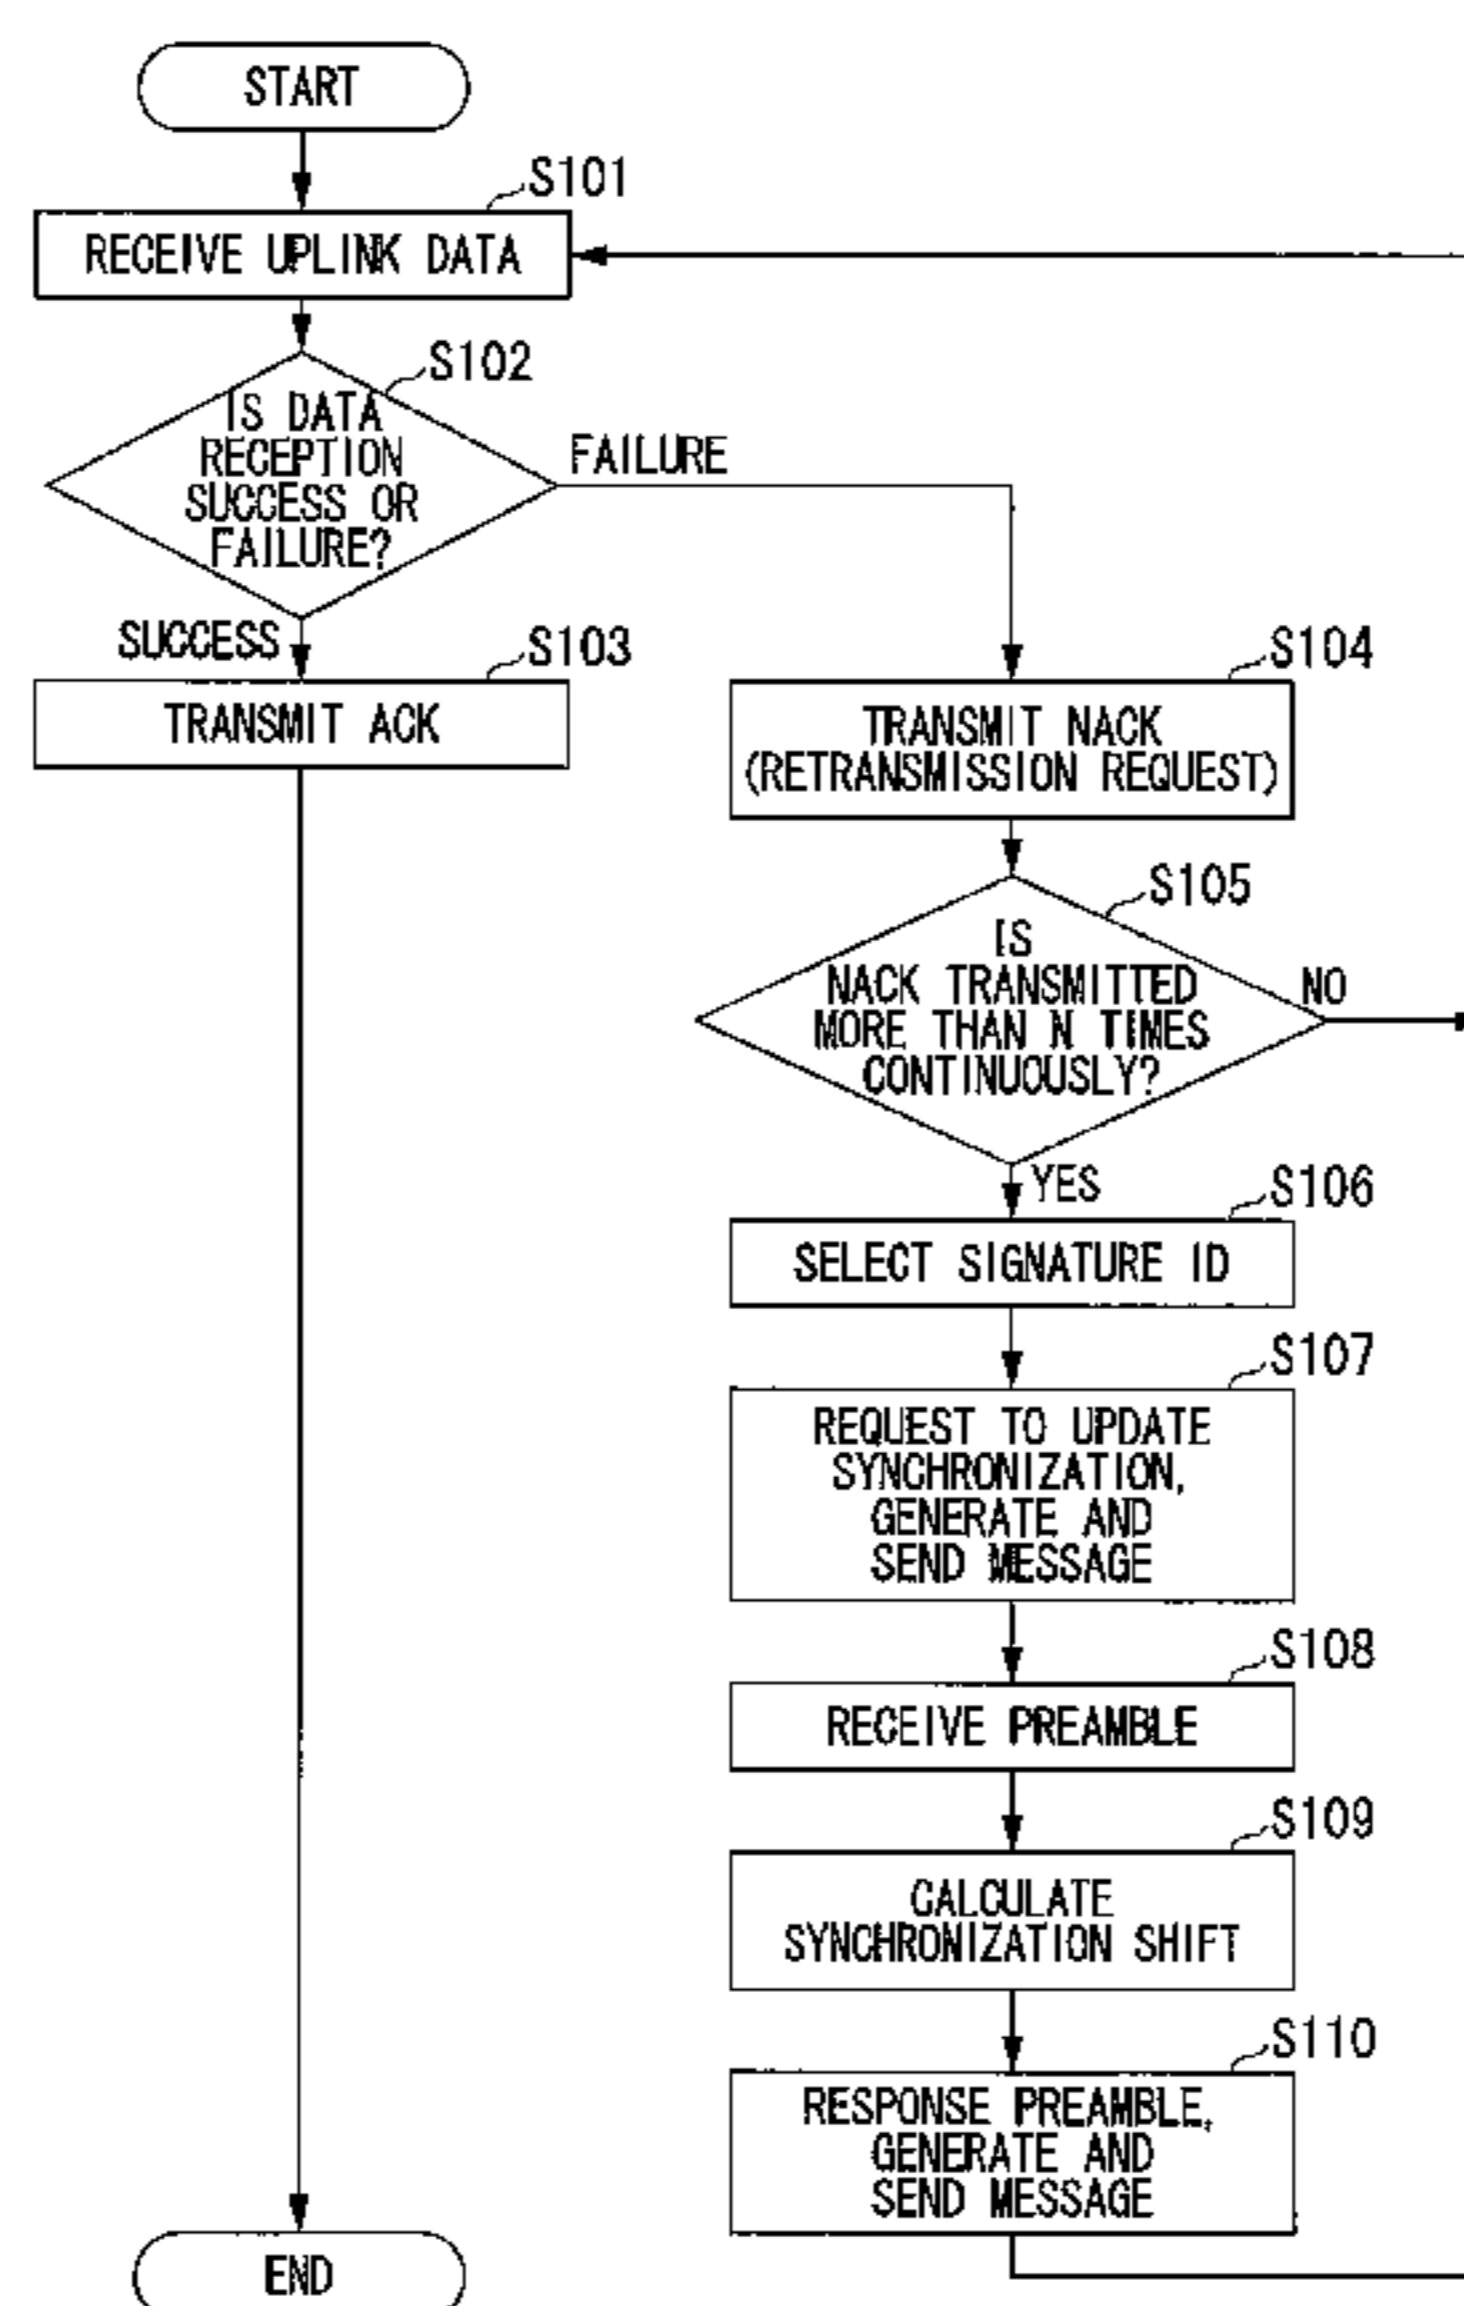 START
S101
RECEIVE UPLINK DATA
S102
IS DATA
RECEPTION
SUCCESS OR
FAILURE?
FAILURE
SUCCESS
S103
TRANSMIT ACK
S104
TRANSMIT NACK
(RETRANSMISSION REQUEST)
S105
IS
NACK TRANSMITTED
MORE THAN N TIMES
CONTINUOUSLY?
NO
YES
S106
SELECT SIGNATURE ID
S107
REQUEST TO UPDATE
SYNCHRONIZATION,
GENERATE AND
SEND MESSAGE
S108
RECEIVE PREAMBLE
S109
CALCULATE
SYNCHRONIZATION SHIFT
S110
RESPONSE PREAMBLE,
GENERATE AND
SEND MESSAGE
END